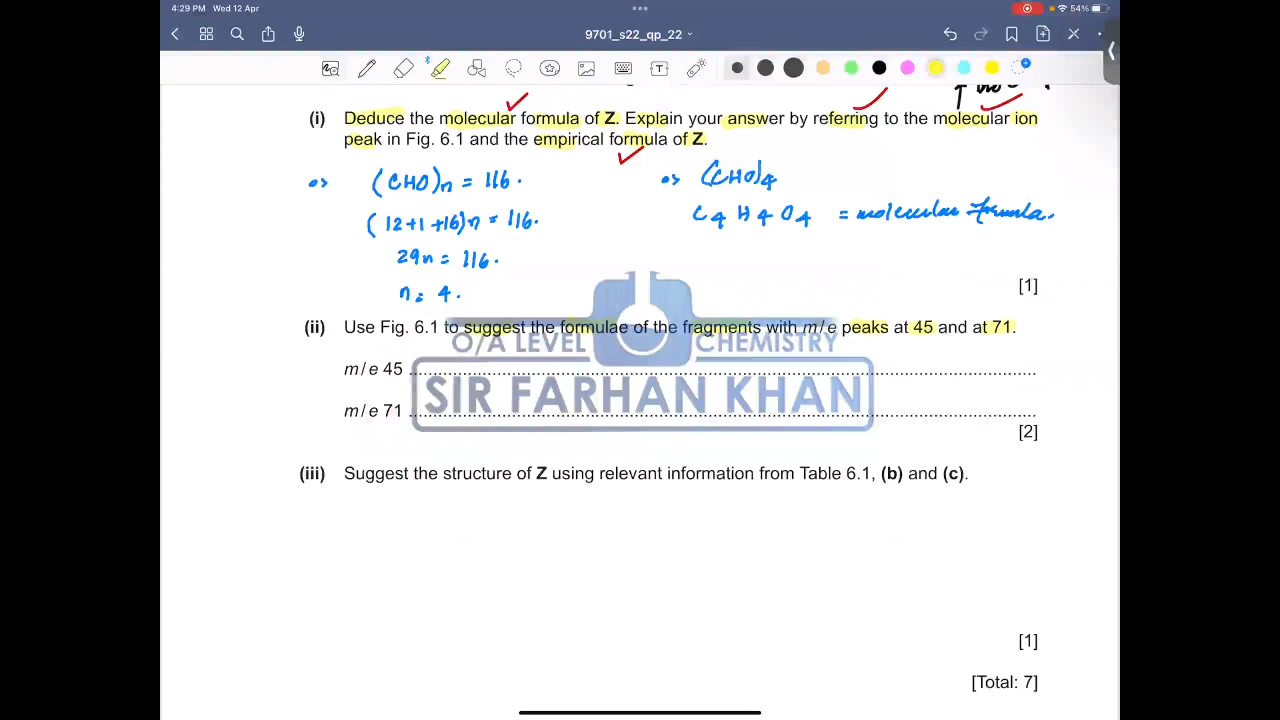 4:29 PM Wed 12 Apr
54%
9701_s22_qp_22
(i) Deduce the molecular formula of Z. Explain your answer by referring to the molecular ion
peak in Fig. 6.1 and the empirical formula of Z.
⇒ (CHO)n = 116.
(12+1+16)n = 116.
29n = 116.
n = 4.
⇒ (CHO)4
C4 H4 O4 = molecular formula.
[1]
(ii) Use Fig. 6.1 to suggest the formulae of the fragments with m/e peaks at 45 and at 71.
O/A LEVEL CHEMISTRY
m/e 45
SIR FARHAN KHAN
m/e 71
[2]
(iii) Suggest the structure of Z using relevant information from Table 6.1, (b) and (c).
[1]
[Total: 7]